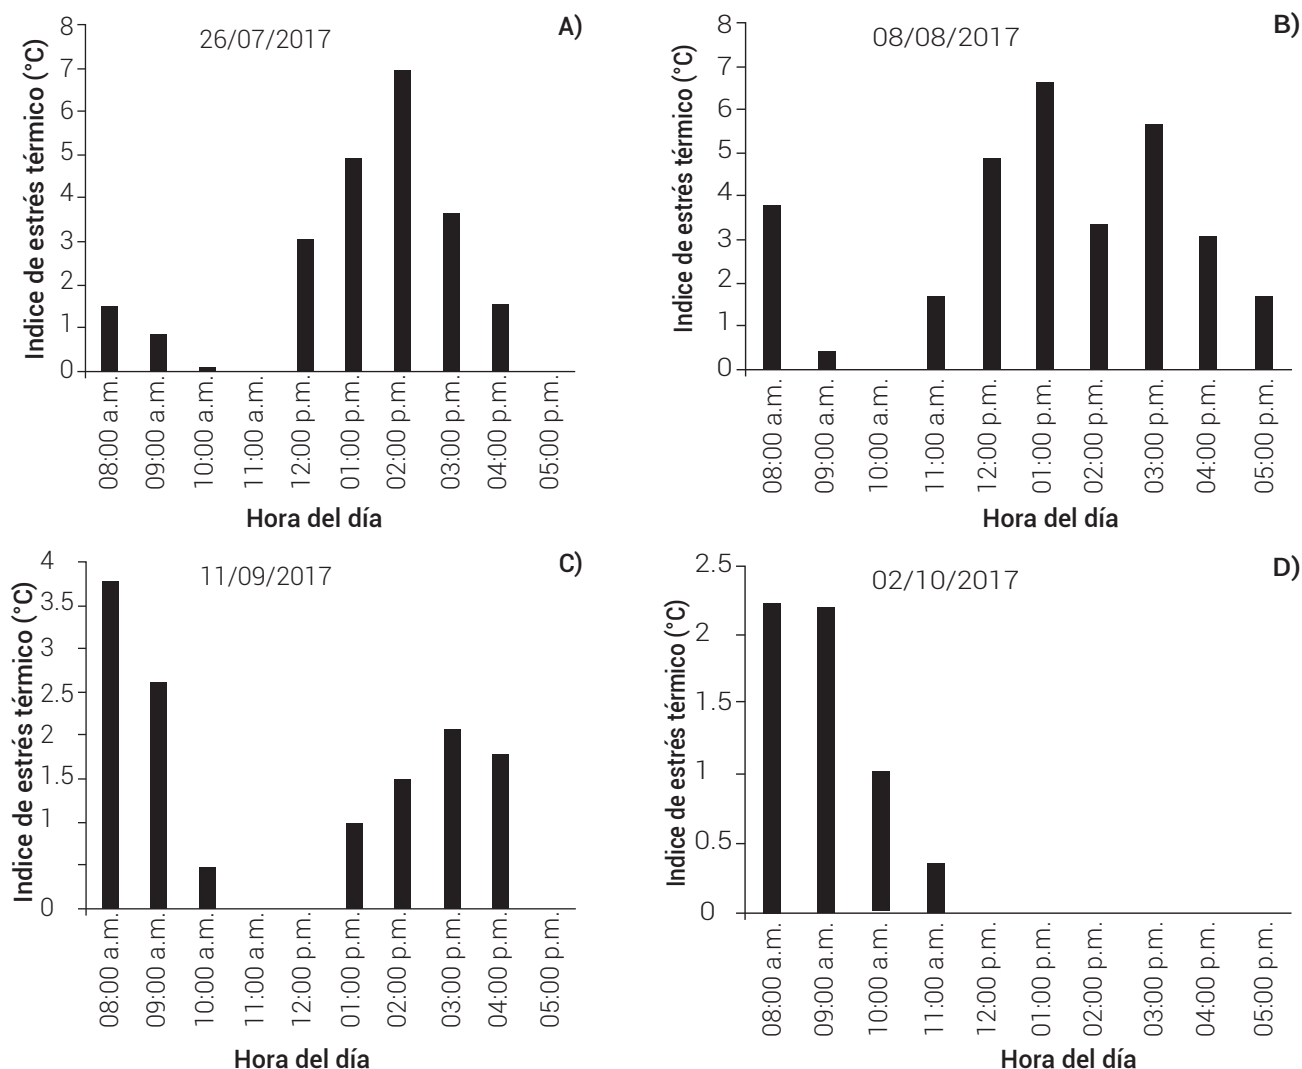 A)
26/07/2017
Indice de estrés térmico (°C)
8
7
6
5
4
3
2
1
0
08:00 a.m.
09:00 a.m.
10:00 a.m.
11:00 a.m.
12:00 p.m.
01:00 p.m.
02:00 p.m.
03:00 p.m.
04:00 p.m.
05:00 p.m.
Hora del día
B)
08/08/2017
Indice de estrés térmico (°C)
8
7
6
5
4
3
2
1
0
08:00 a.m.
09:00 a.m.
10:00 a.m.
11:00 a.m.
12:00 p.m.
01:00 p.m.
02:00 p.m.
03:00 p.m.
04:00 p.m.
05:00 p.m.
Hora del día
C)
11/09/2017
Indice de estrés térmico (°C)
4
3.5
3
2.5
2
1.5
1
0
08:00 a.m.
09:00 a.m.
10:00 a.m.
11:00 a.m.
12:00 p.m.
01:00 p.m.
02:00 p.m.
03:00 p.m.
04:00 p.m.
05:00 p.m.
Hora del día
D)
02/10/2017
Indice de estrés térmico (°C)
2.5
2
1.5
1
0.5
0
08:00 a.m.
09:00 a.m.
10:00 a.m.
11:00 a.m.
12:00 p.m.
01:00 p.m.
02:00 p.m.
03:00 p.m.
04:00 p.m.
05:00 p.m.
Hora del día